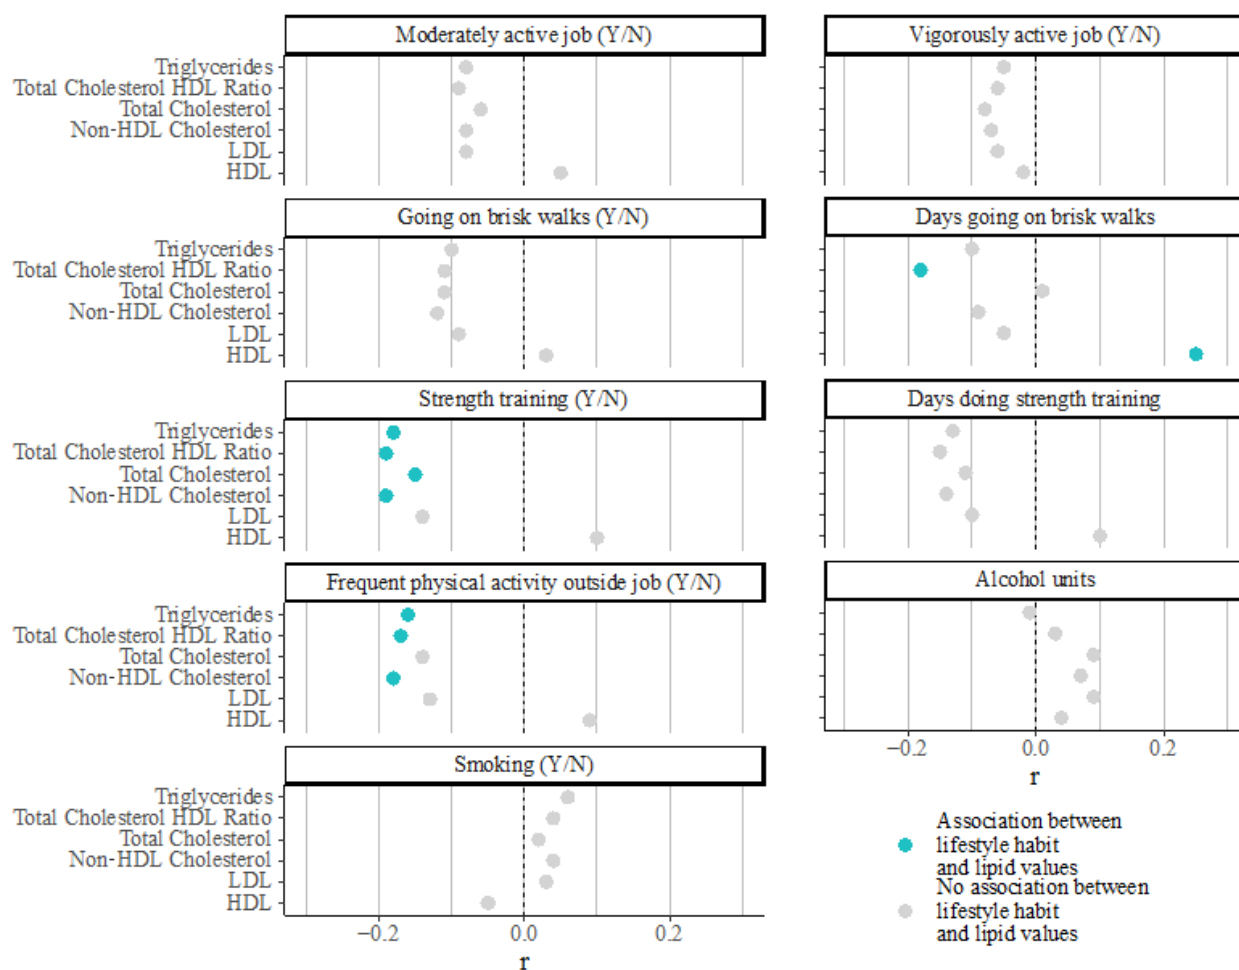 Moderately active job (Y/N)
Triglycerides
Total Cholesterol HDL Ratio
Total Cholesterol
Non-HDL Cholesterol
LDL
HDL
Vigorously active job (Y/N)
Going on brisk walks (Y/N)
Triglycerides
Total Cholesterol HDL Ratio
Total Cholesterol
Non-HDL Cholesterol
LDL
HDL
Days going on brisk walks
Strength training (Y/N)
Triglycerides
Total Cholesterol HDL Ratio
Total Cholesterol
Non-HDL Cholesterol
LDL
HDL
Days doing strength training
Frequent physical activity outside job (Y/N)
Triglycerides
Total Cholesterol HDL Ratio
Total Cholesterol
Non-HDL Cholesterol
LDL
HDL
Alcohol units
−0.2 0.0 0.2
r
Smoking (Y/N)
Triglycerides
Total Cholesterol HDL Ratio
Total Cholesterol
Non-HDL Cholesterol
LDL
HDL
−0.2 0.0 0.2
r
Association between
lifestyle habit
and lipid values
No association between
lifestyle habit
and lipid values